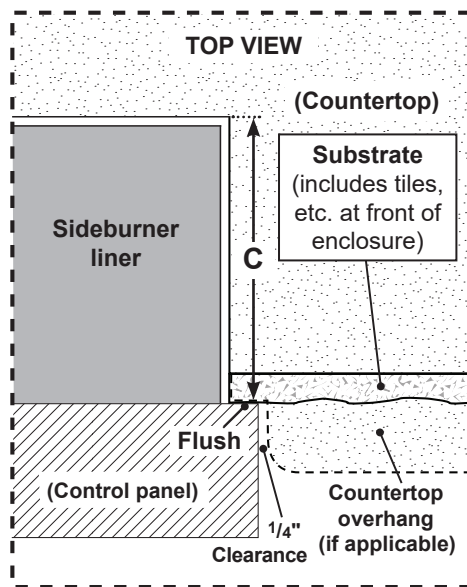 TOP VIEW
(Countertop)
Substrate
(includes tiles,
etc. at front of
enclosure)
Sideburner
liner
C
Flush
(Control panel)
1/4"
Clearance
Countertop
overhang
(if applicable)